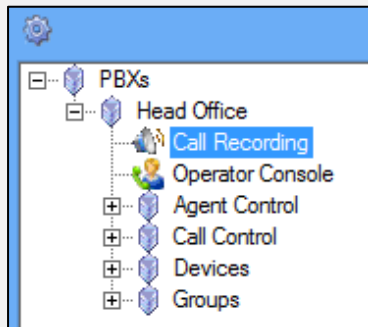 PBXs
Head Office
Call Recording
Operator Console
Agent Control
Call Control
Devices
Groups